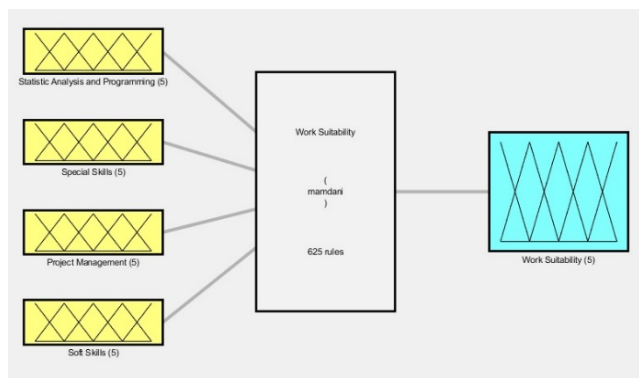 Statistic Analysis and Programming (5)
Special Skills (5)
Project Management (5)
Soft Skills (5)
Work Suitability
(
mamdani
)
625 rules
Work Suitability (5)